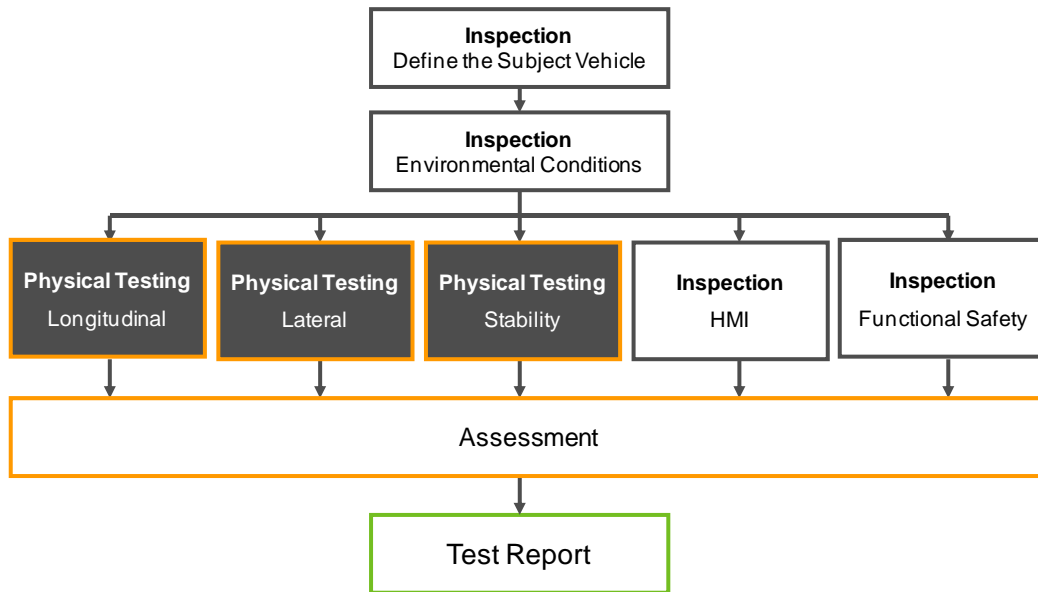 Inspection
Define the Subject Vehicle
Inspection
Environmental Conditions
Physical Testing
Longitudinal
Physical Testing
Lateral
Physical Testing
Stability
Inspection
HMI
Inspection
Functional Safety
Assessment
Test Report